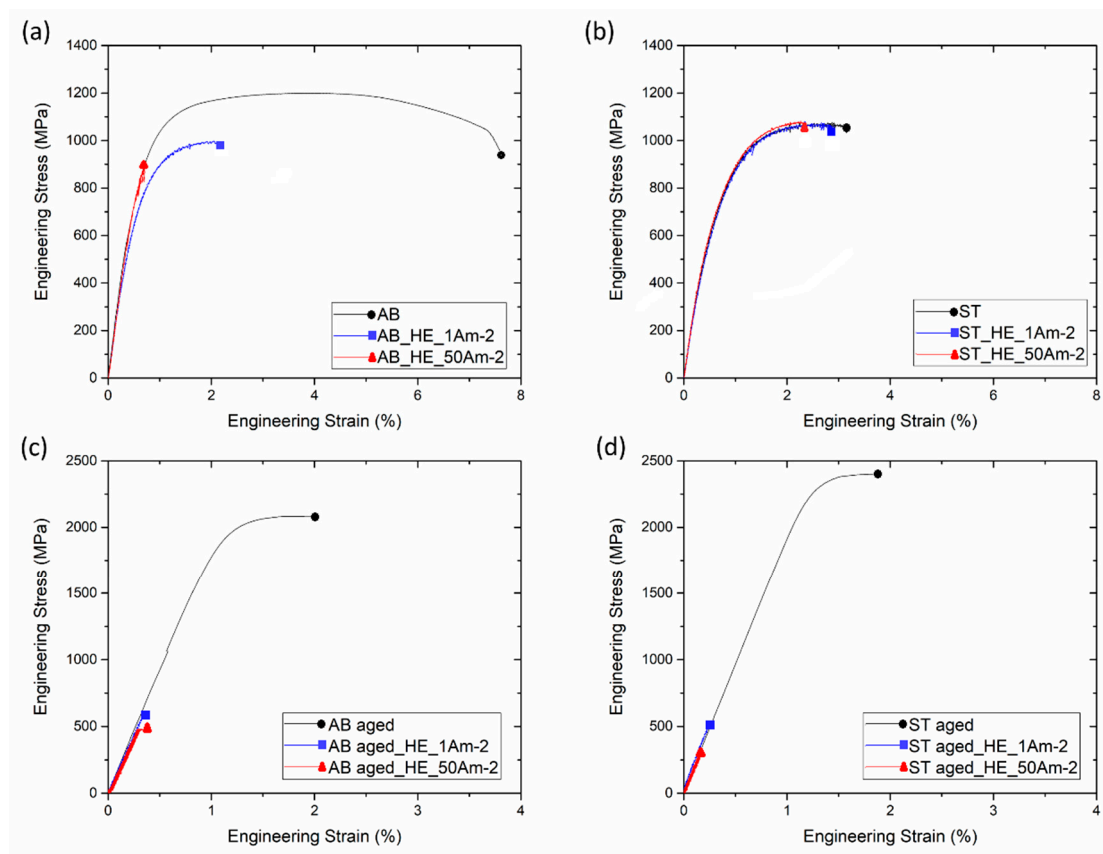 (a)
1400
1200
1000
800
600
400
200
0
Engineering Stress (MPa)
AB
AB_HE_1Am-2
AB_HE_50Am-2
0 2 4 6 8
Engineering Strain (%)
(b)
1400
1200
1000
800
600
400
200
0
Engineering Stress (MPa)
ST
ST_HE_1Am-2
ST_HE_50Am-2
0 2 4 6 8
Engineering Strain (%)
(c)
2500
2000
1500
1000
500
0
Engineering Stress (MPa)
AB aged
AB aged_HE_1Am-2
AB aged_HE_50Am-2
0 1 2 3 4
Engineering Strain (%)
(d)
2500
2000
1500
1000
500
0
Engineering Stress (MPa)
ST aged
ST aged_HE_1Am-2
ST aged_HE_50Am-2
0 1 2 3 4
Engineering Strain (%)